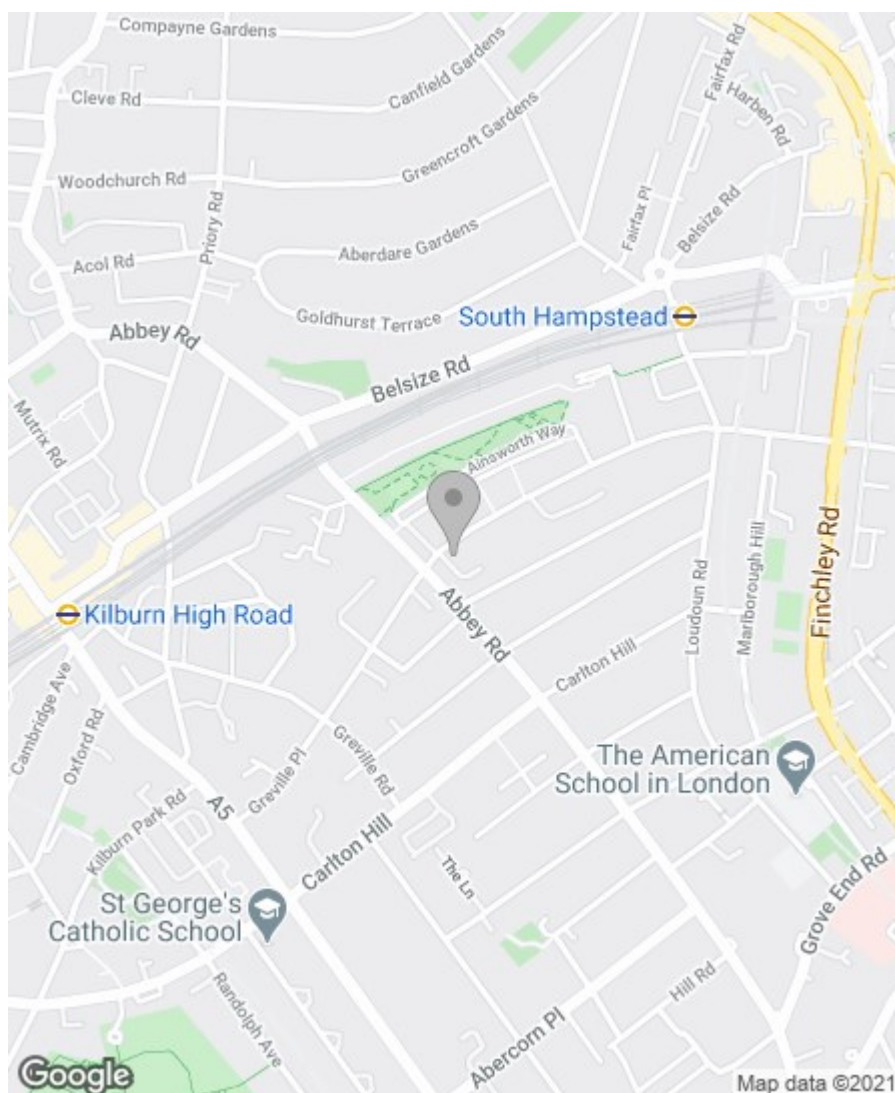 Compayne Gardens
Fairfax Rd
Cleve Rd
Canfield Gardens
Harben Rd
Greencroft Gardens
Woodchurch Rd
Priory Rd
Fairfax Pl
Belsize Rd
Aberdare Gardens
Acol Rd
Goldhurst Terrace
South Hampstead
Abbey Rd
Belsize Rd
Mutrix Rd
Ainsworth Way
Finchley Rd
Marlborough Hill
Loudoun Rd
Kilburn High Road
Abbey Rd
Carlton Hill
Cambridge Ave
Oxford Rd
Greville Pl
Greville Rd
The American
School in London
A5
Kilburn Park Rd
Carlton Hill
The Ln
St George's
Catholic School
Grove End Rd
Hill Rd
Randolph Ave
Abercorn Pl
Google
Map data ©2021